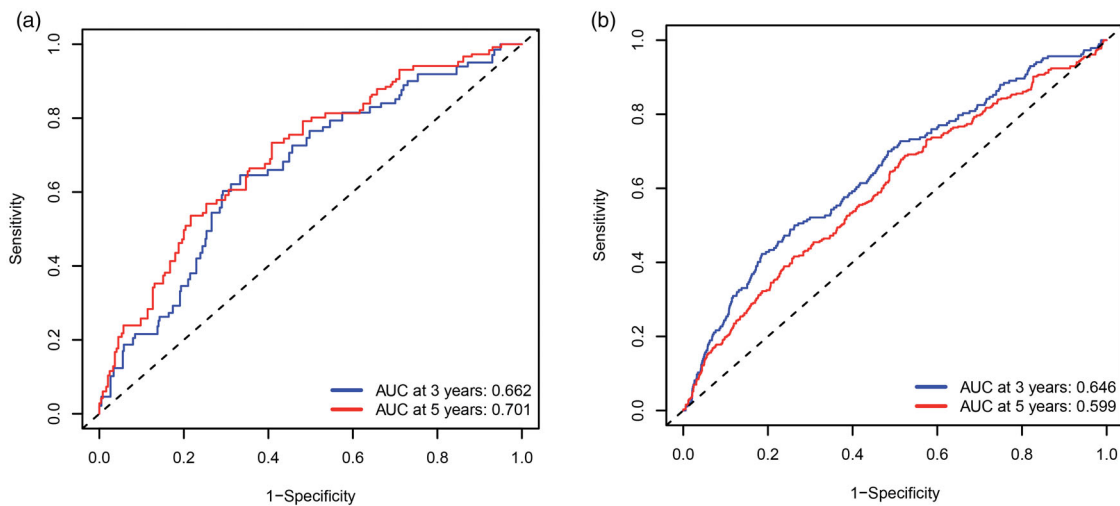 (a)
1.0
0.8
0.6
0.4
0.2
0.0
Sensitivity
AUC at 3 years: 0.662
AUC at 5 years: 0.701
0.0 0.2 0.4 0.6 0.8 1.0
1−Specificity
(b)
1.0
0.8
0.6
0.4
0.2
0.0
Sensitivity
AUC at 3 years: 0.646
AUC at 5 years: 0.599
0.0 0.2 0.4 0.6 0.8 1.0
1−Specificity